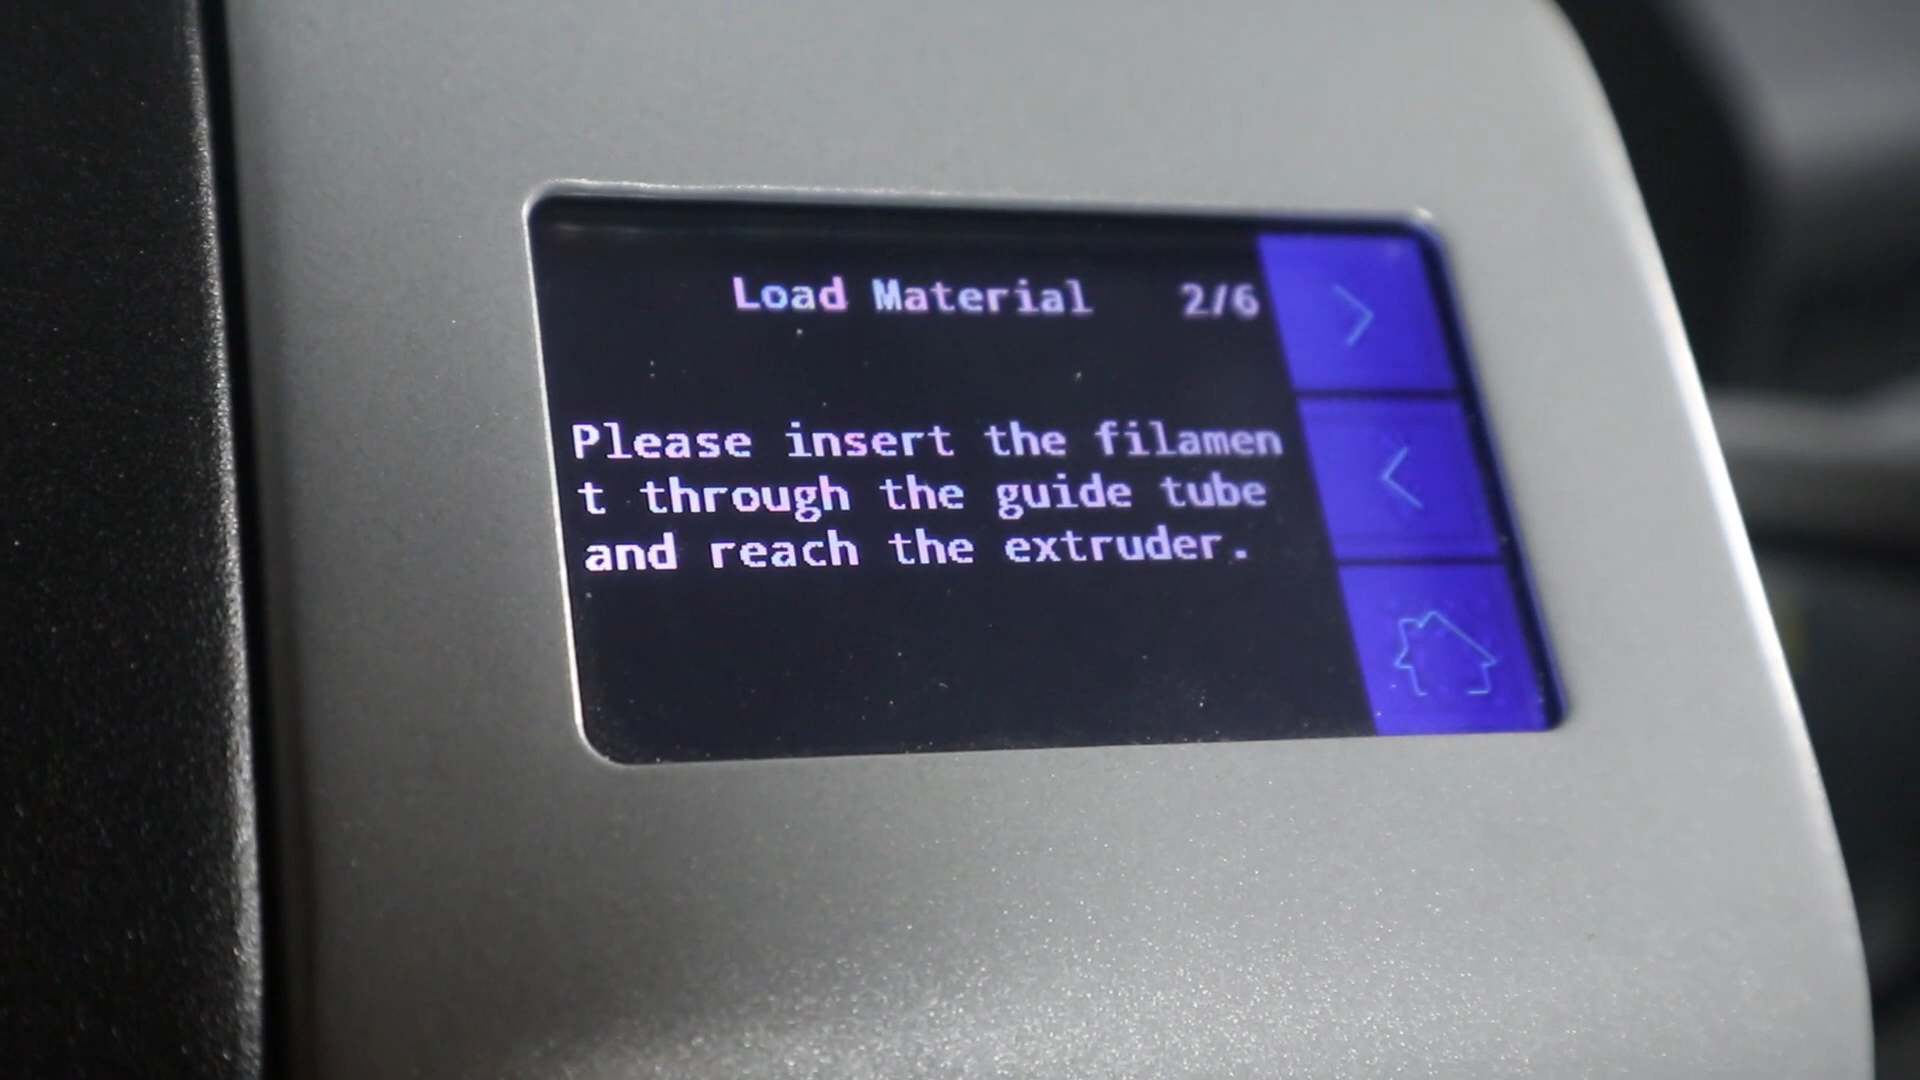 Load Material 2/6
Please insert the filamen
t through the guide tube
and reach the extruder.